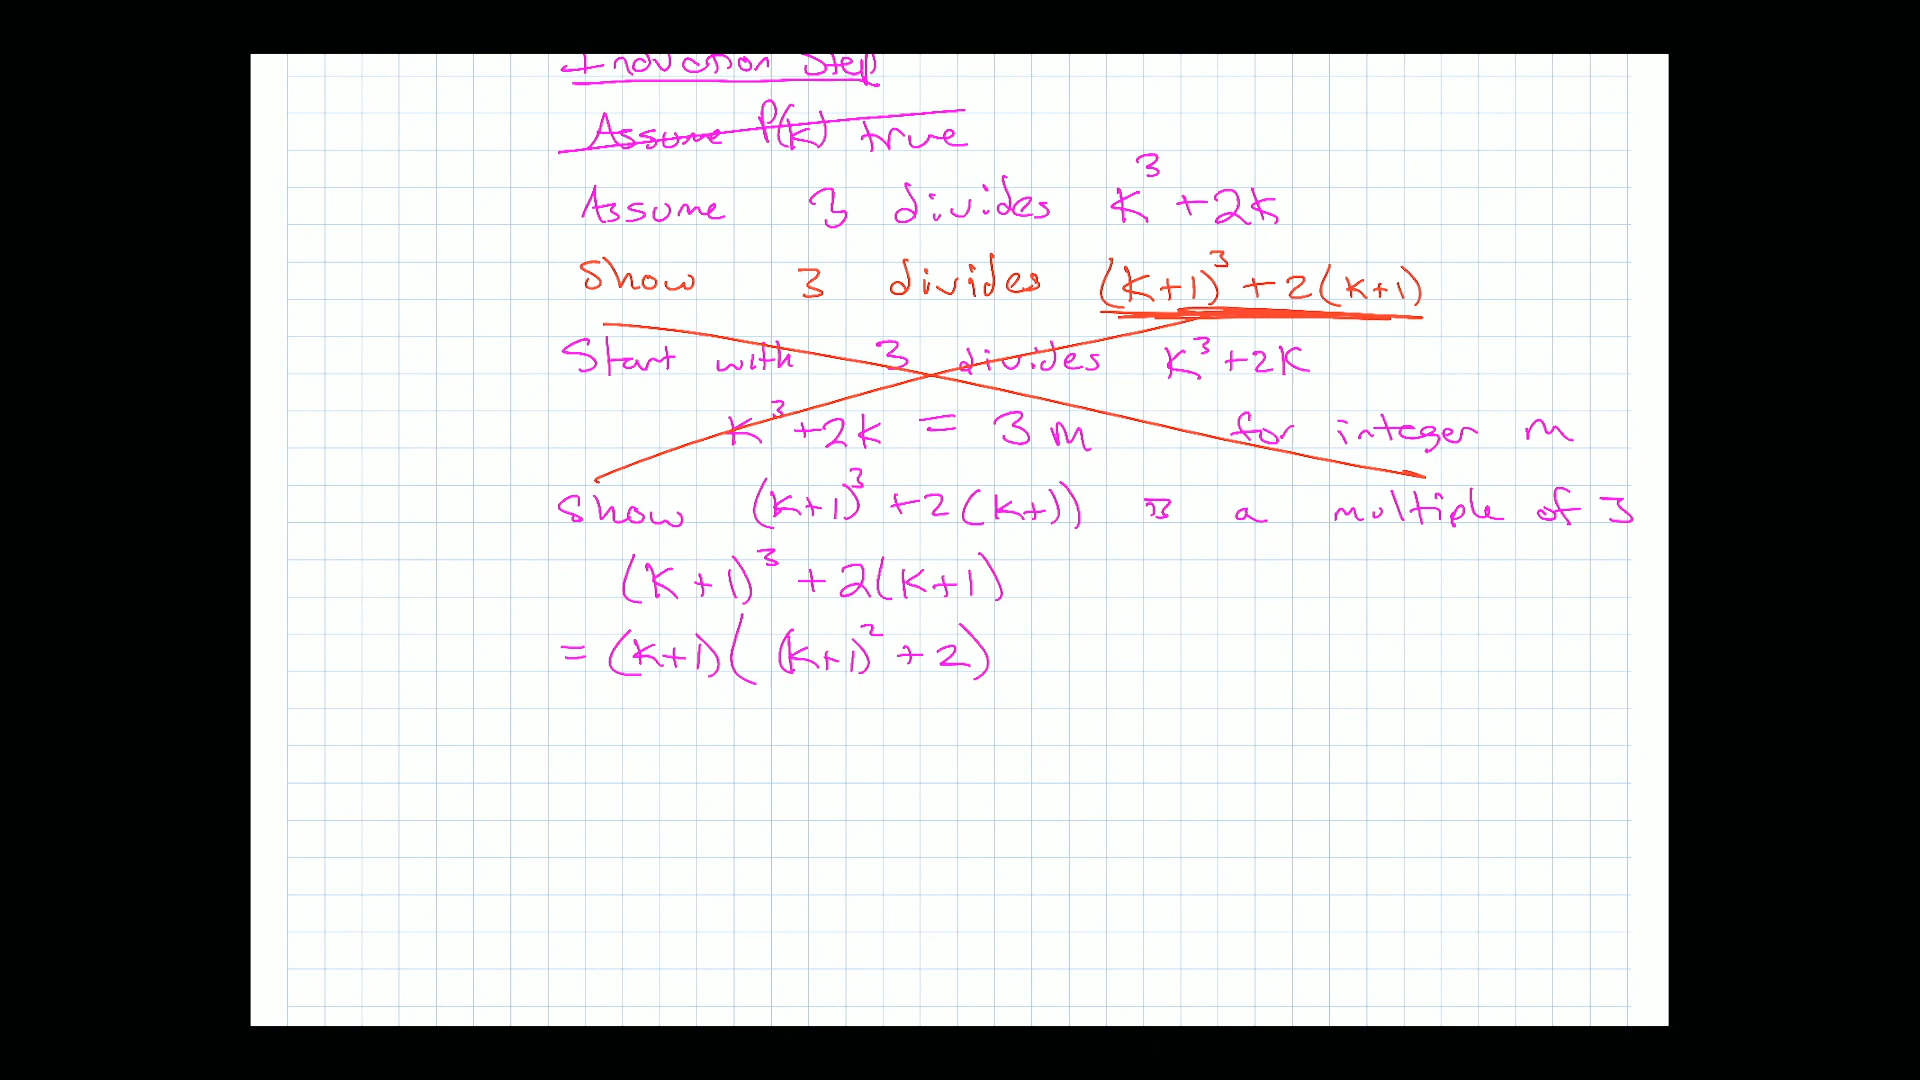 Induction Step
Assume P(k) true
Assume 3 divides k³ + 2k
Show 3 divides (k+1)³ + 2(k+1)
Start with 3 divides k³ + 2k
k³ + 2k = 3m for integer m
Show (k+1)³ + 2(k+1) is a multiple of 3
(k+1)³ + 2(k+1)
= (k+1)( (k+1)² + 2)